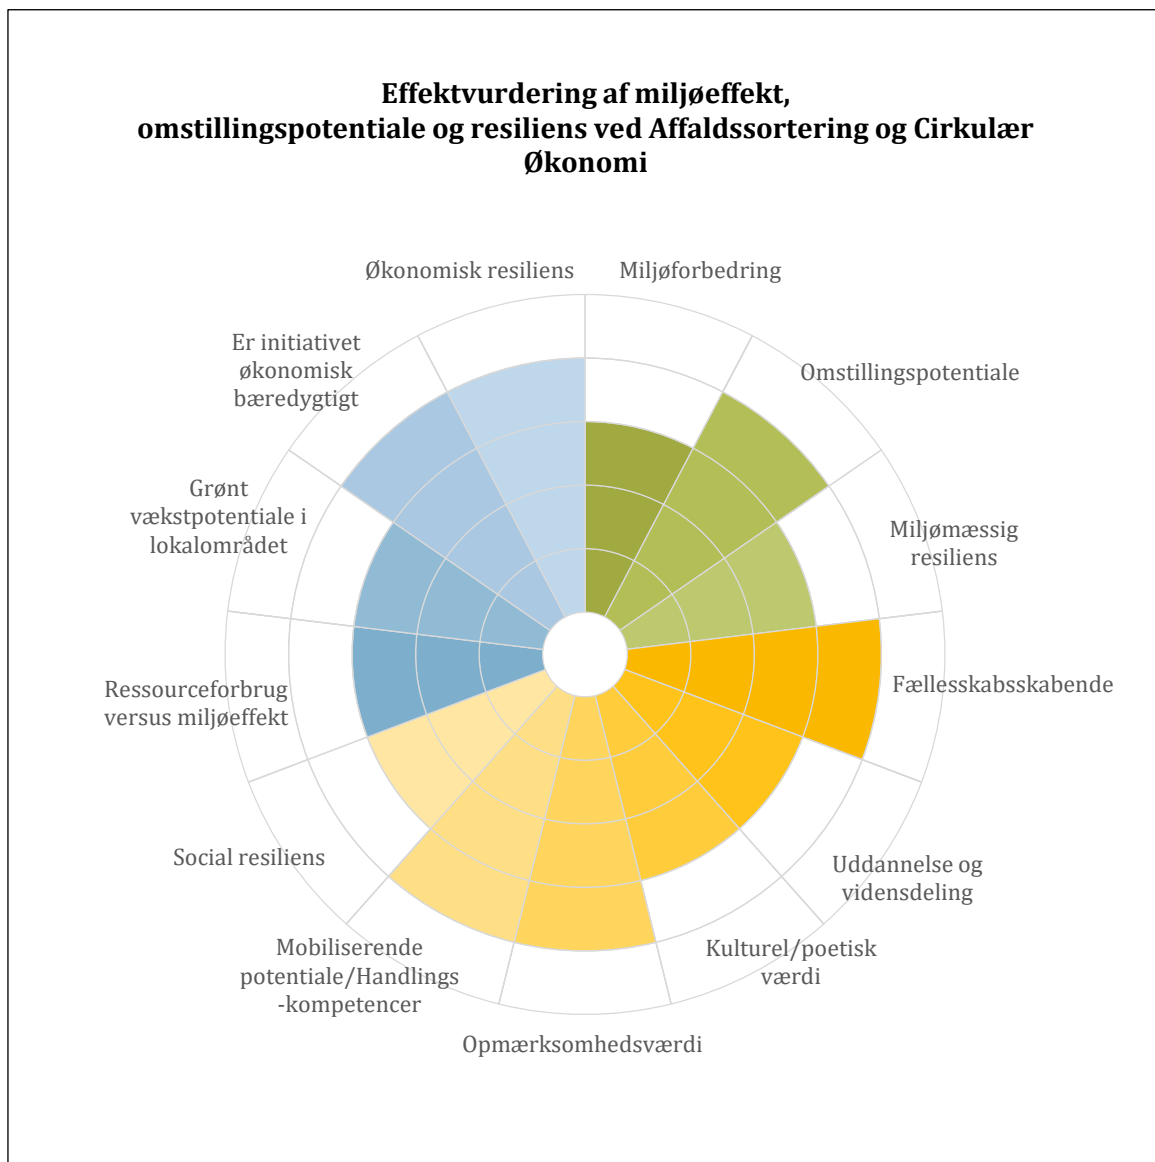 Effektvurdering af miljøeffekt,
omstillingspotentiale og resiliens ved Affaldssortering og Cirkulær
Økonomi
Økonomisk resiliens
Miljøforbedring
Er initiativet
økonomisk
bæredygtigt
Omstillingspotentiale
Grønt
vækstpotentiale i
lokalområdet
Miljømæssig
resiliens
Ressourceforbrug
versus miljøeffekt
Fællesskabsskabende
Social resiliens
Uddannelse og
vidensdeling
Mobiliserende
potentiale/Handlings
-kompetencer
Kulturel/poetisk
værdi
Opmærksomhedsværdi